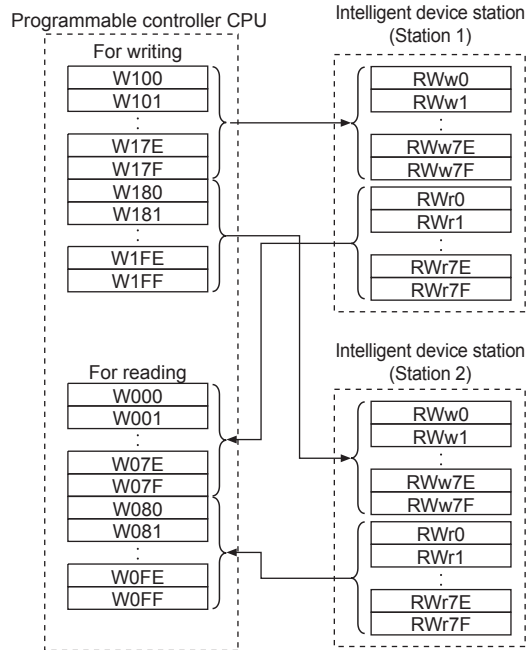 Programmable controller CPU
For writing
W100
W101
:
W17E
W17F
W180
W181
:
W1FE
W1FF
For reading
W000
W001
:
W07E
W07F
W080
W081
:
W0FE
W0FF
Intelligent device station
(Station 1)
RWw0
RWw1
:
RWw7E
RWw7F
RWr0
RWr1
:
RWr7E
RWr7F
Intelligent device station
(Station 2)
RWw0
RWw1
:
RWw7E
RWw7F
RWr0
RWr1
:
RWr7E
RWr7F